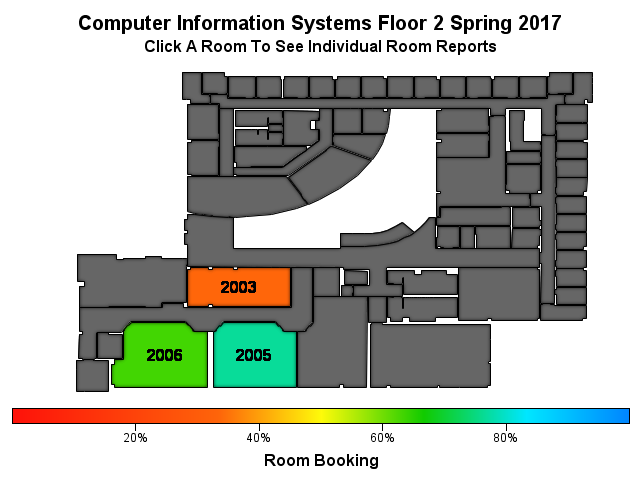 Computer Information Systems Floor 2 Spring 2017
Click A Room To See Individual Room Reports
2003
2006 2005
20% 40% 60% 80%
Room Booking